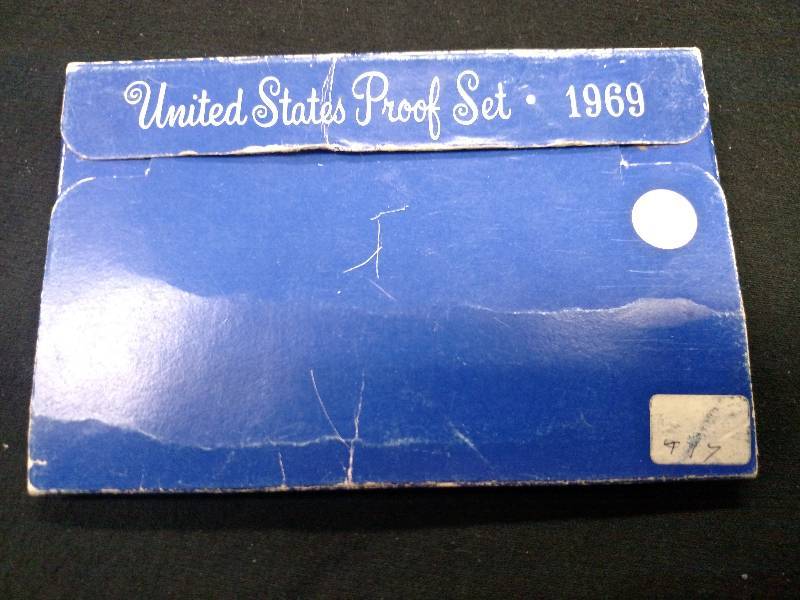 United States Proof Set • 1969